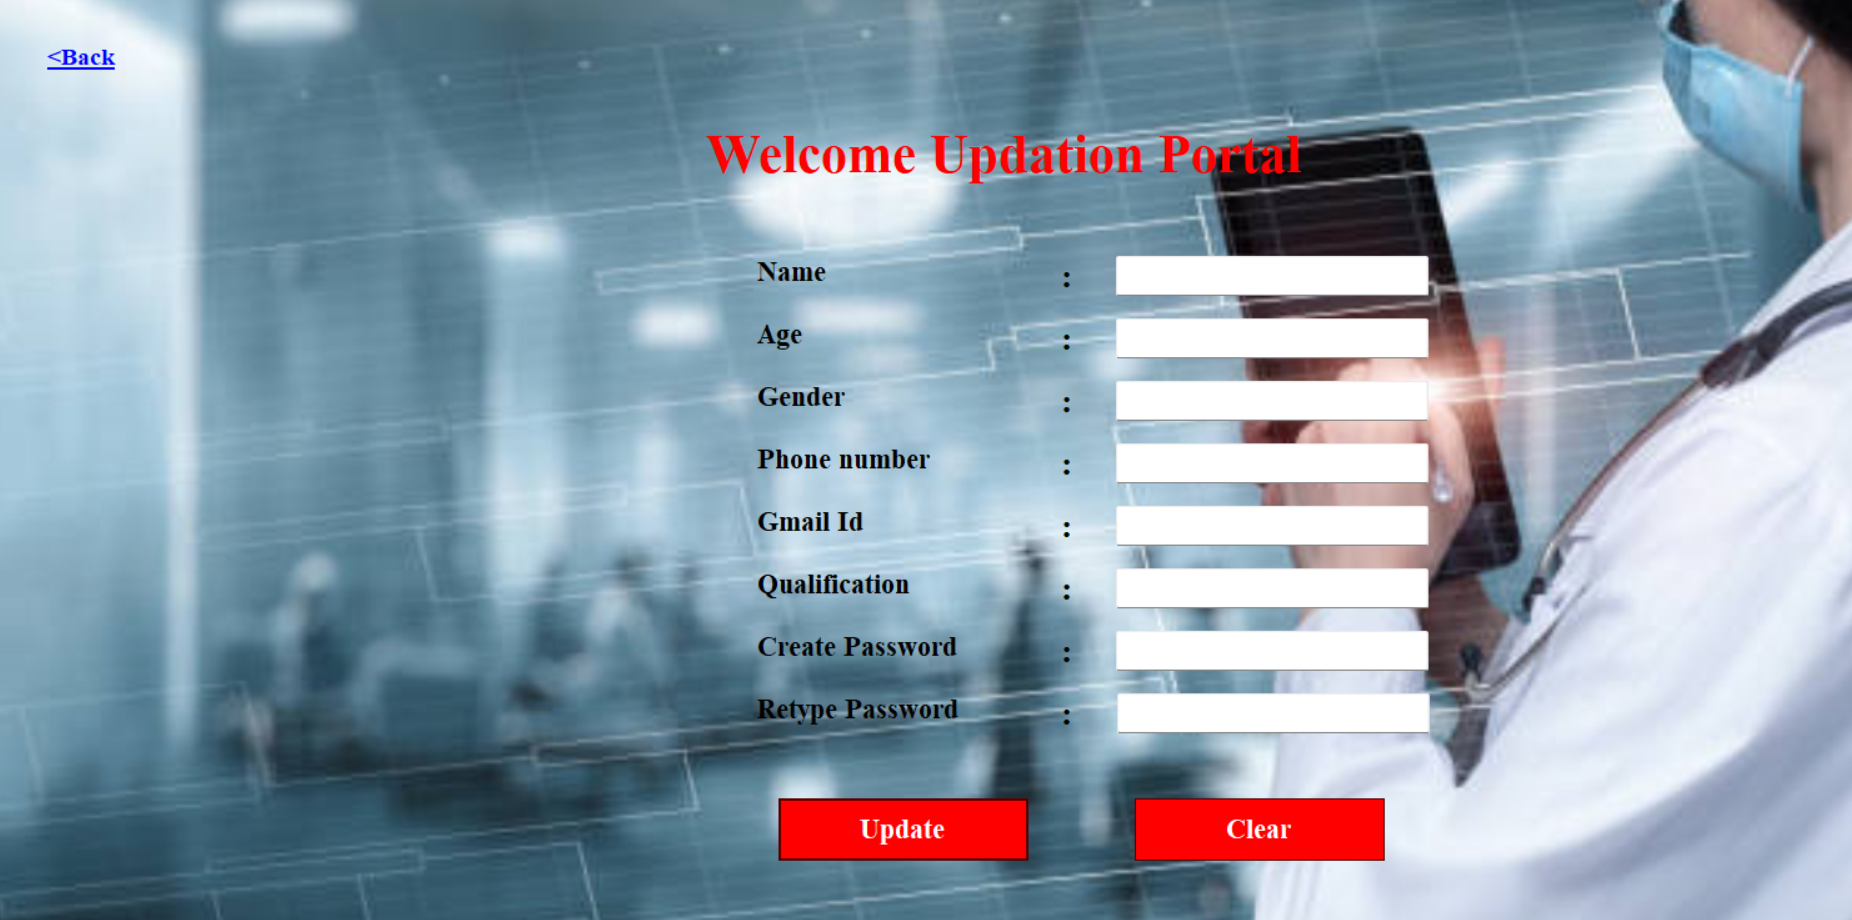 <Back
Welcome Updation Portal
Name :
Age :
Gender :
Phone number :
Gmail Id :
Qualification :
Create Password :
Retype Password :
Update Clear